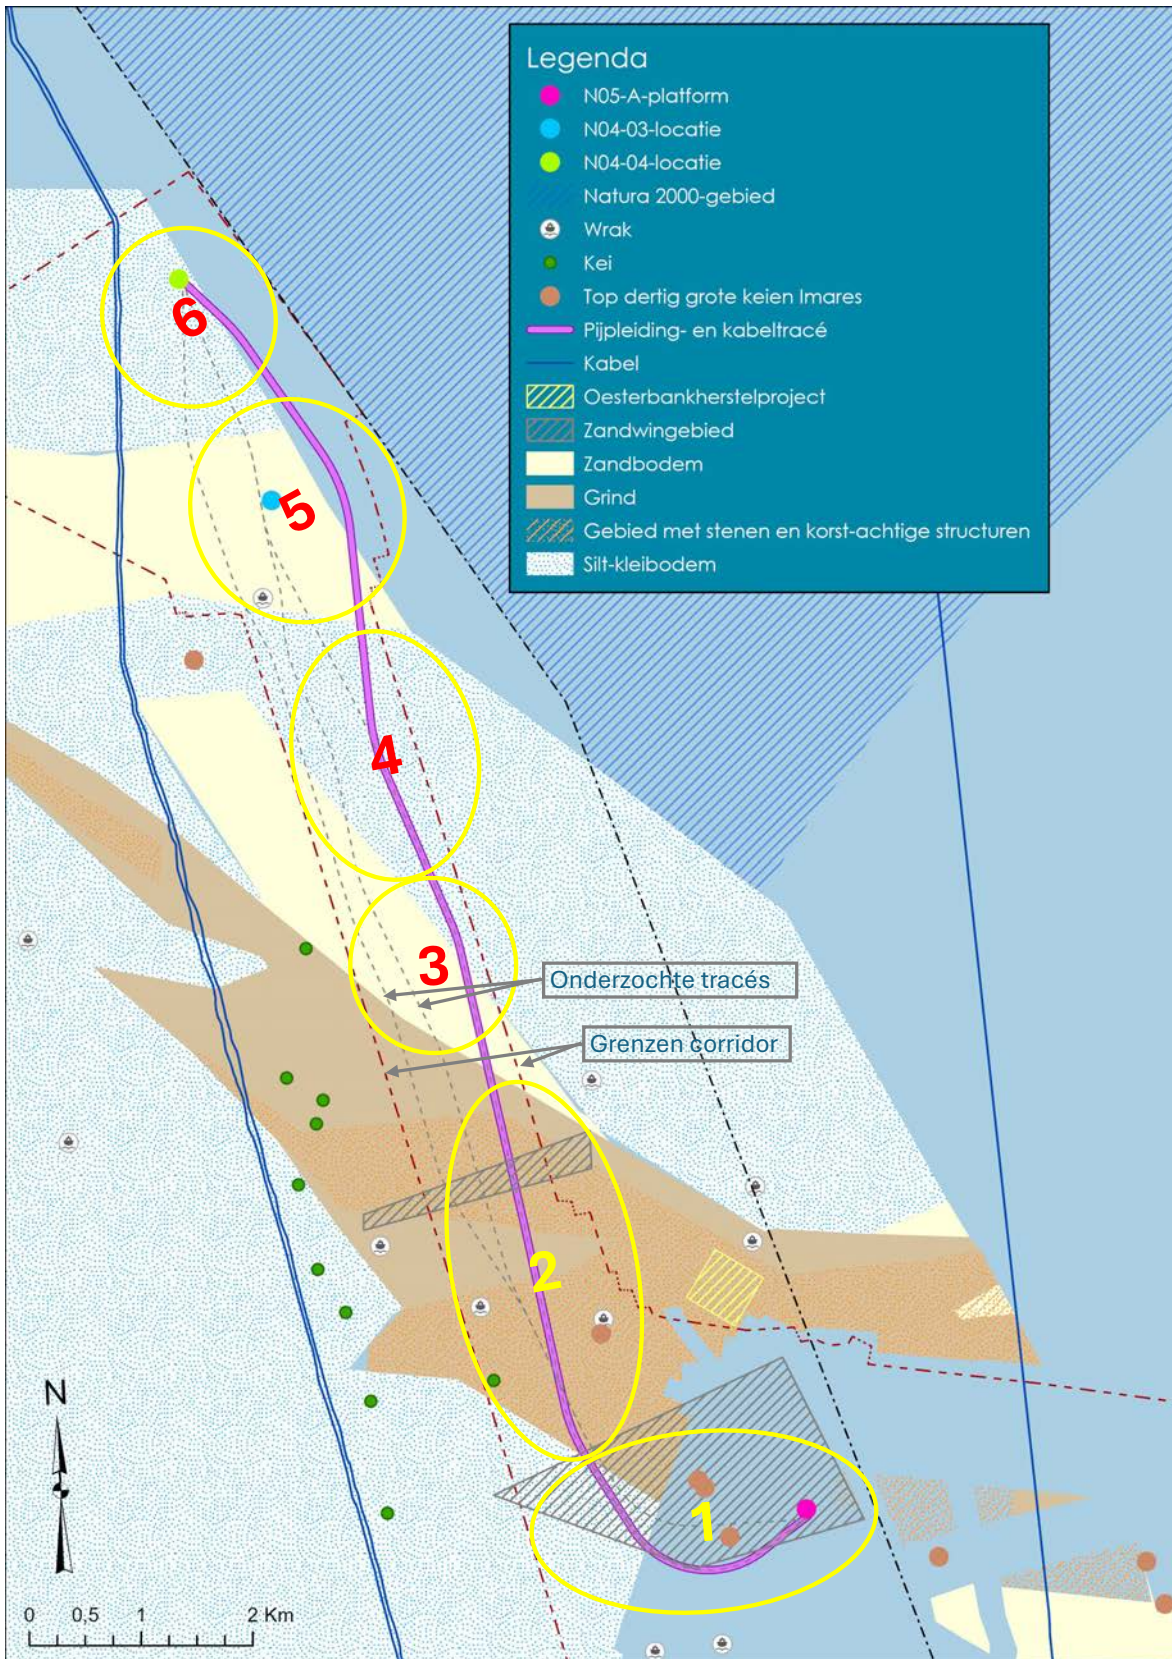 Legenda
N05-A-platform
N04-03-locatie
N04-04-locatie
Natura 2000-gebied
Wrak
Kei
Top dertig grote keien Imares
Pijpleiding- en kabeltracé
Kabel
Oesterbankherstelproject
Zandwingebied
Zandbodem
Grind
Gebied met stenen en korst-achtige structuren
Silt-kleibodem
6
5
4
3
Onderzochte tracés
Grenzen corridor
2
1
N
0 0,5 1 2 Km